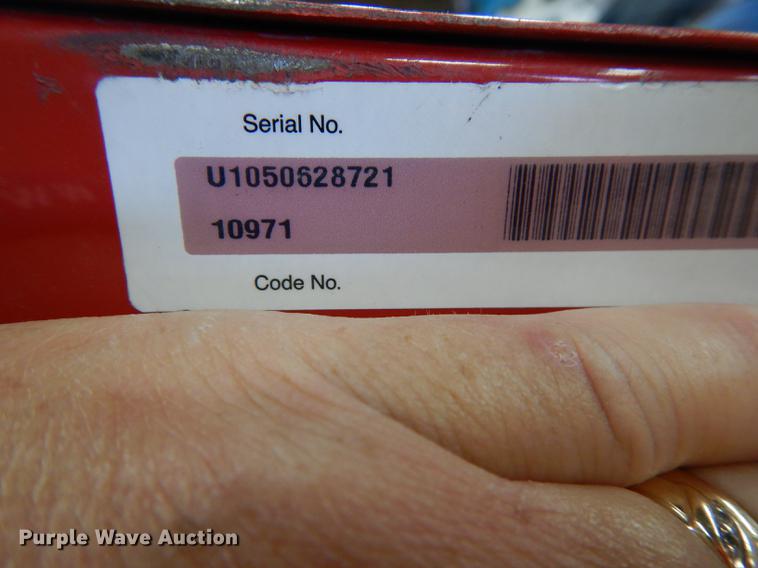 Serial No.
U1050628721
10971
Code No.
Purple Wave Auction